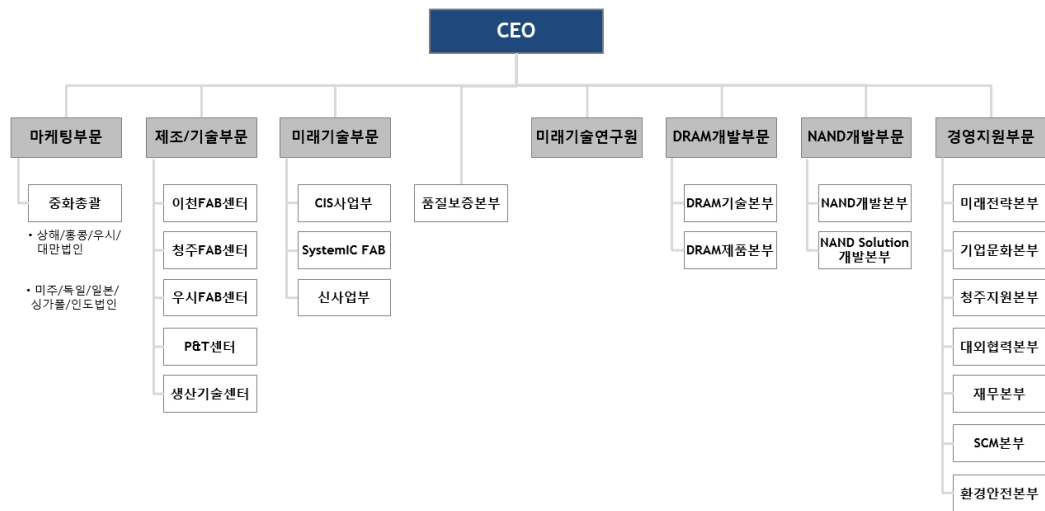 CEO
마케팅부문
제조/기술부문
미래기술부문
미래기술연구원
DRAM개발부문
NAND개발부문
경영지원부문
중화총괄
• 상해/홍콩/우시/
대만법인
• 미주/독일/일본/
싱가폴/인도법인
이천FAB센터
청주FAB센터
우시FAB센터
P&T센터
생산기술센터
CIS사업부
SystemIC FAB
신사업부
품질보증본부
DRAM기술본부
DRAM제품본부
NAND개발본부
NAND Solution
개발본부
미래전략본부
기업문화본부
청주지원본부
대외협력본부
재무본부
SCM본부
환경안전본부